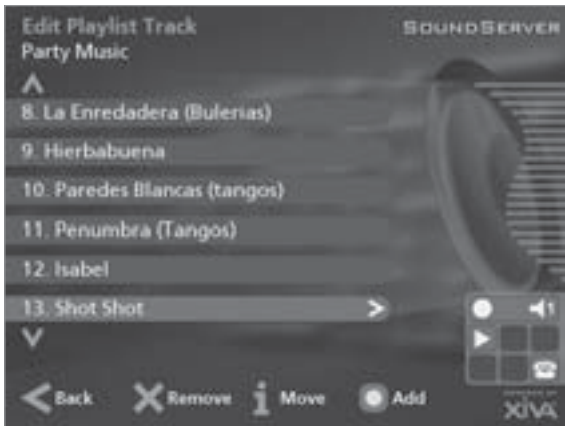 Edit Playlist Track
SOUNDSERVER
Party Music
8. La Enredadera (Bulerias)
9. Hierbabuena
10. Paredes Blancas (tangos)
11. Penumbra (Tangos)
12. Isabel
13. Shot Shot
1
Back Remove Move Add
XiVA